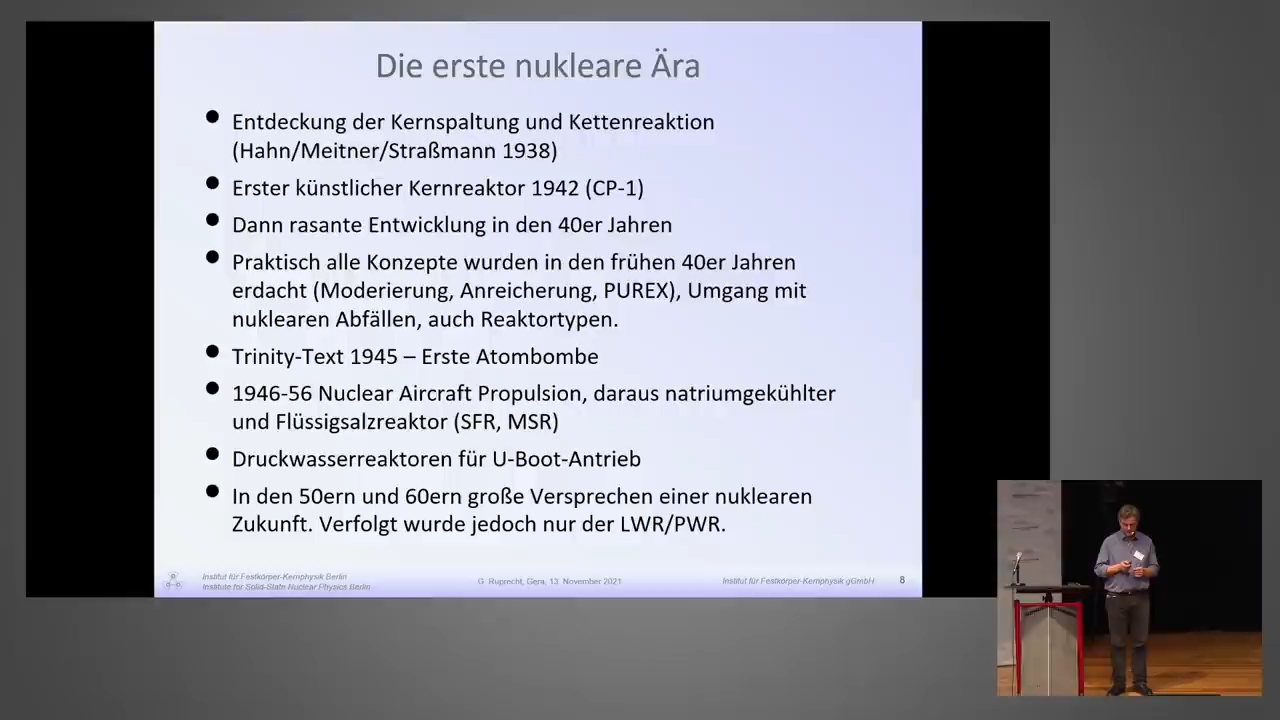 Die erste nukleare Ära
Entdeckung der Kernspaltung und Kettenreaktion
(Hahn/Meitner/Straßmann 1938)
Erster künstlicher Kernreaktor 1942 (CP-1)
Dann rasante Entwicklung in den 40er Jahren
Praktisch alle Konzepte wurden in den frühen 40er Jahren
erdacht (Moderierung, Anreicherung, PUREX), Umgang mit
nuklearen Abfällen, auch Reaktortypen.
Trinity-Text 1945 – Erste Atombombe
1946-56 Nuclear Aircraft Propulsion, daraus natriumgekühlter
und Flüssigsalzreaktor (SFR, MSR)
Druckwasserreaktoren für U-Boot-Antrieb
In den 50ern und 60ern große Versprechen einer nuklearen
Zukunft. Verfolgt wurde jedoch nur der LWR/PWR.
Institut für Festkörper-Kernphysik Berlin
Institute for Solid-State Nuclear Physics Berlin
G. Ruprecht, Gera, 13. November 2021
Institut für Festkörper-Kernphysik gGmbH
8